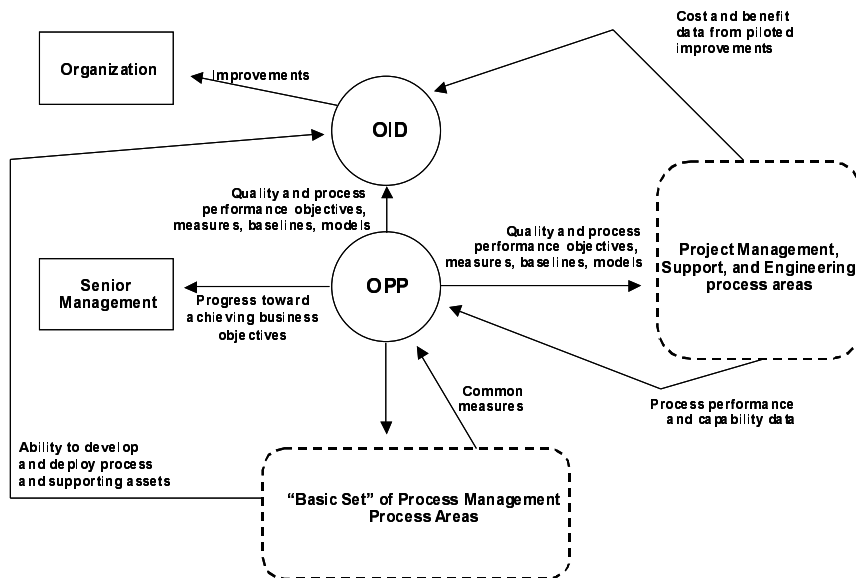 Cost and benefit
data from piloted
improvements
Organization
Improvements
OID
Quality and process
performance objectives,
measures, baselines, models
Quality and process
performance objectives,
measures, baselines, models
Project Management,
Support, and Engineering
process areas
Senior
Management
OPP
Progress toward
achieving business
objectives
Common
measures
Process performance
and capability data
Ability to develop
and deploy process
and supporting assets
“Basic Set” of Process Management
Process Areas